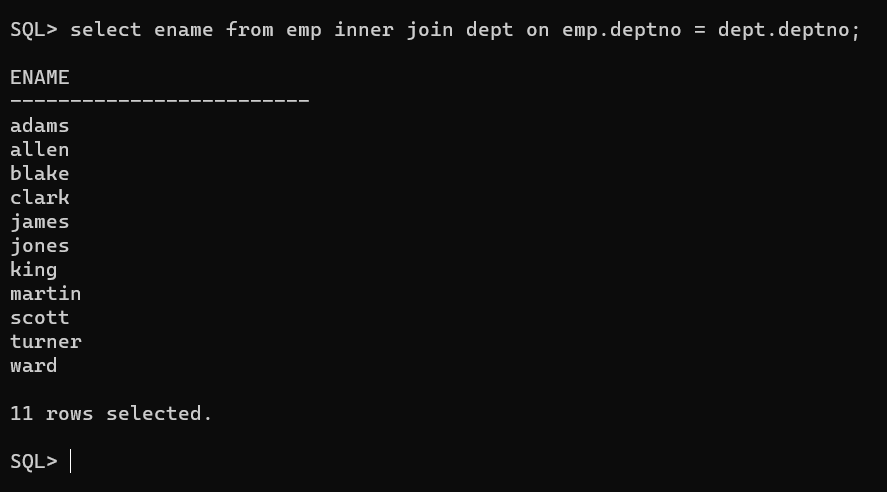 SQL> select ename from emp inner join dept on emp.deptno = dept.deptno;
ENAME
-------------------------
adams
allen
blake
clark
james
jones
king
martin
scott
turner
ward
11 rows selected.
SQL>